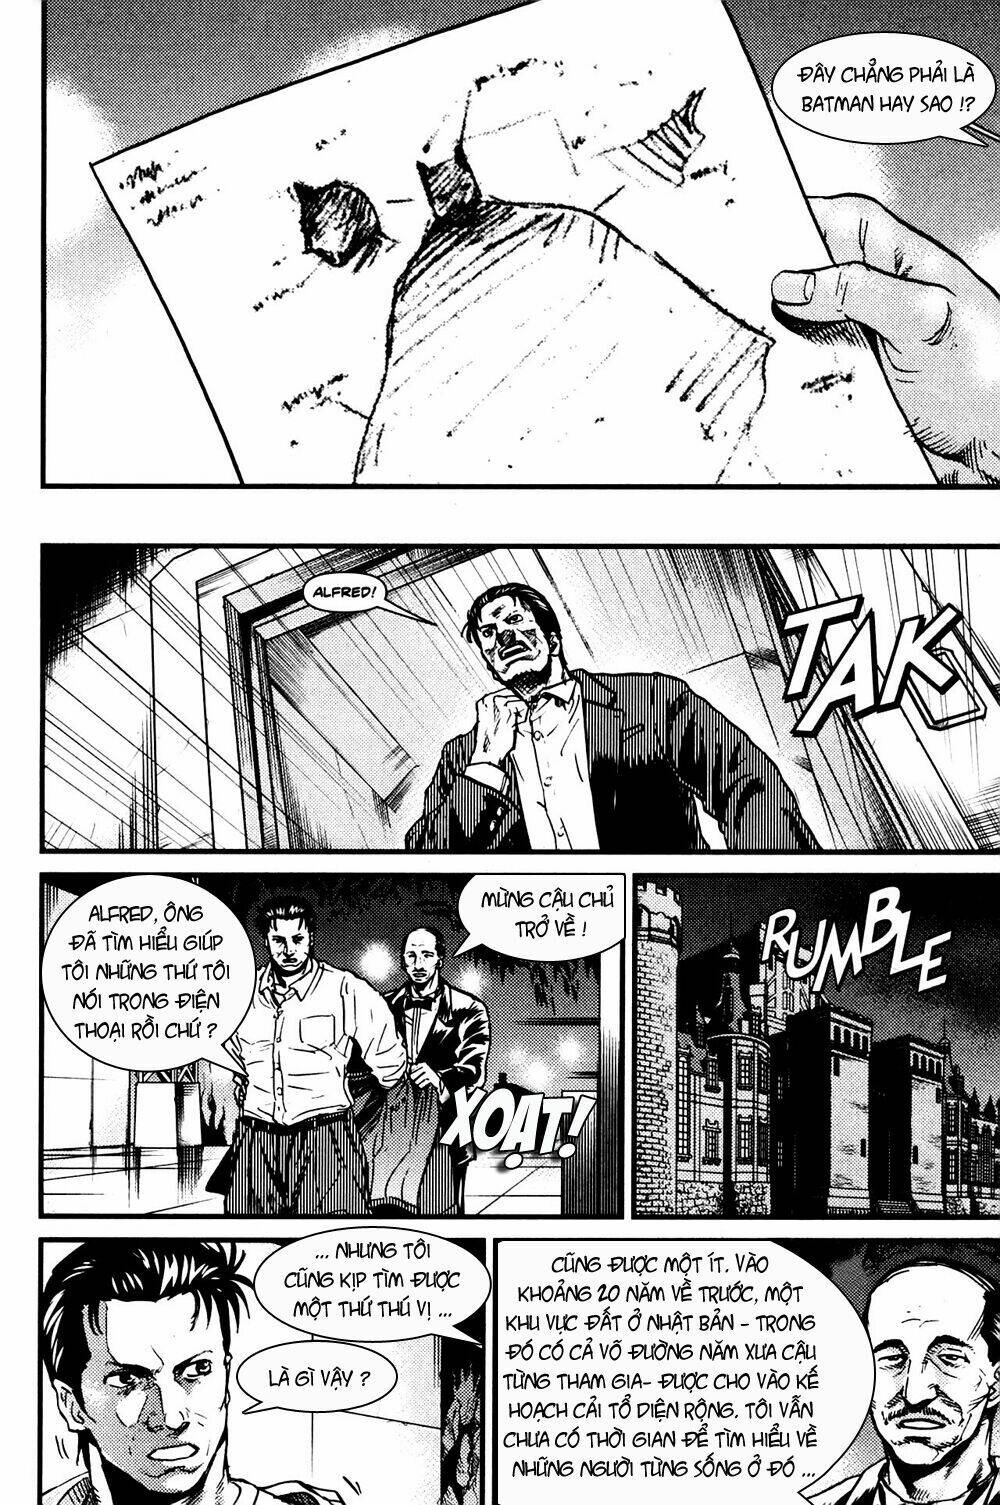 ĐÂY CHẲNG PHẢI LÀ
BATMAN HAY SAO !?
ALFRED!
TAK
RUMBLE
MỪNG CẬU CHỦ
TRỞ VỀ !
ALFRED, ÔNG
ĐÃ TÌM HIỂU GIÚP
TÔI NHỮNG THỨ TÔI
NÓI TRONG ĐIỆN
THOẠI RỒI CHỨ ?
XOẠT!
CŨNG ĐƯỢC MỘT ÍT. VÀO
KHOẢNG 20 NĂM VỀ TRƯỚC, MỘT
KHU VỰC ĐẤT Ở NHẬT BẢN - TRONG
ĐÓ CÓ CẢ VÕ ĐƯỜNG NĂM XƯA CẬU
TỪNG THAM GIA- ĐƯỢC CHO VÀO KẾ
HOẠCH CẢI TỔ DIỆN RỘNG. TÔI VẪN
CHƯA CÓ THỜI GIAN ĐỂ TÌM HIỂU VỀ
NHỮNG NGƯỜI TỪNG SỐNG Ở ĐÓ ...
... NHƯNG TÔI
CŨNG KỊP TÌM ĐƯỢC
MỘT THỨ THÚ VỊ ...
LÀ GÌ VẬY ?